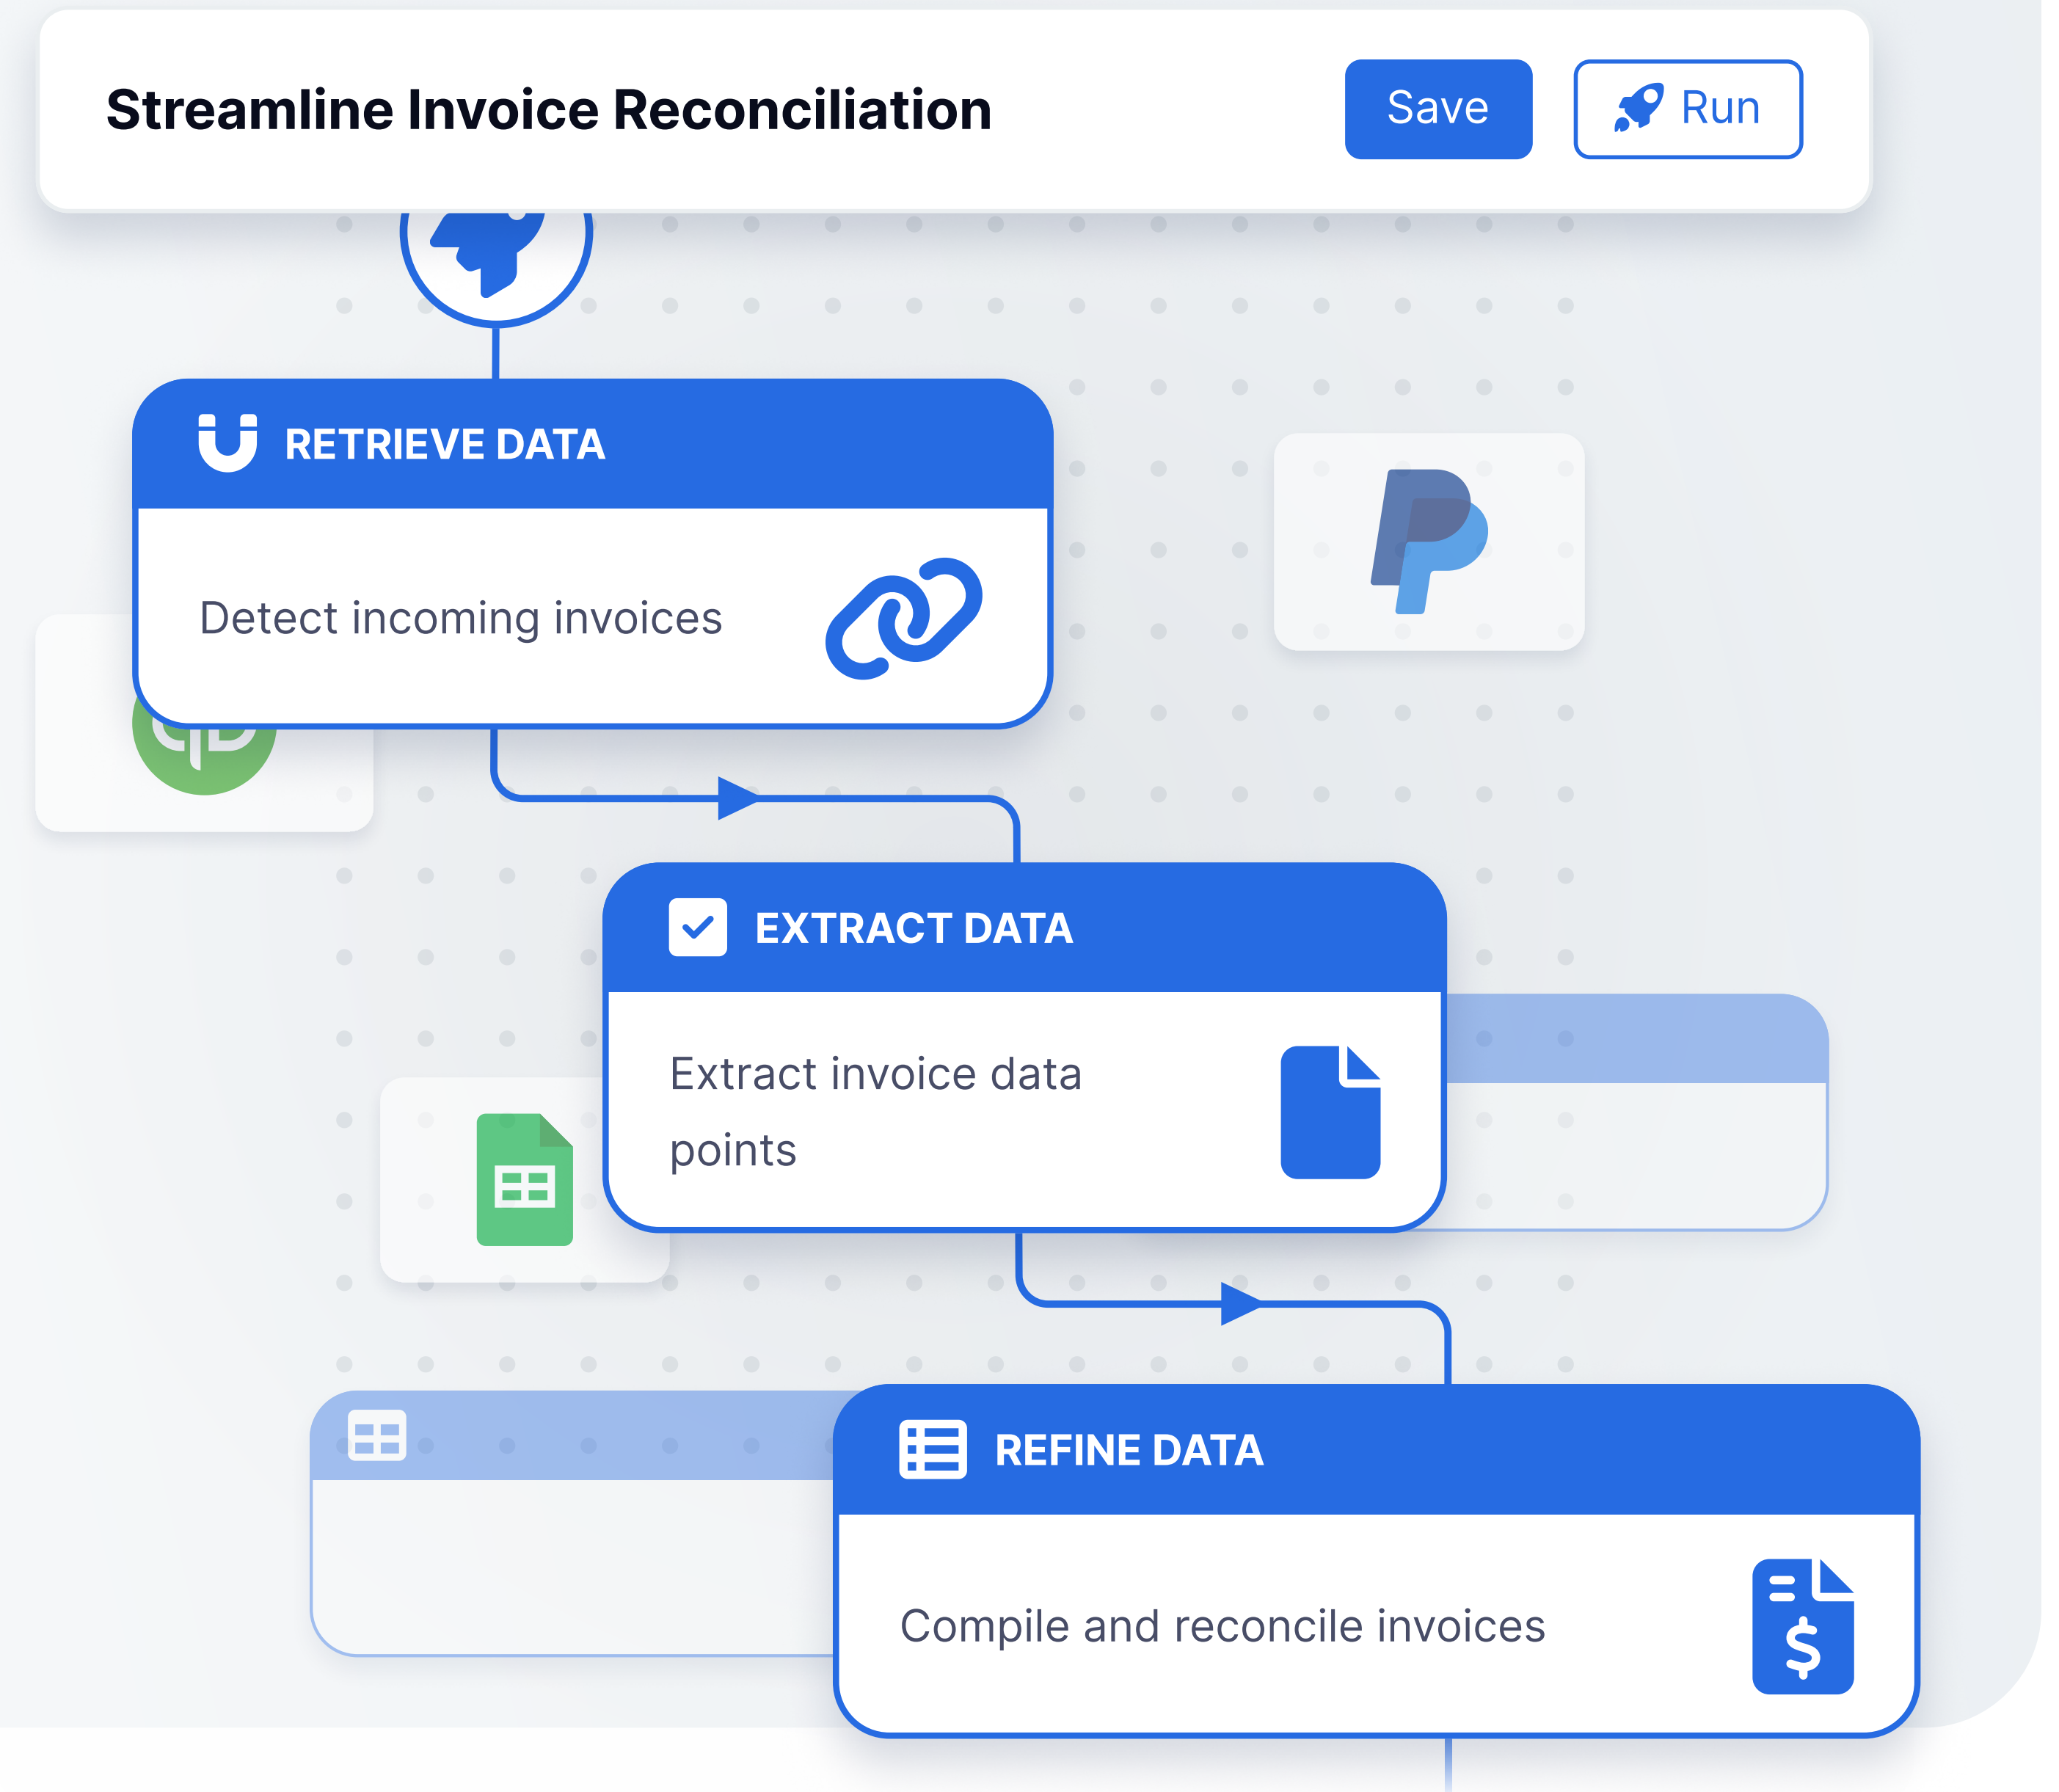 Streamline Invoice Reconciliation
Save
Run
RETRIEVE DATA
Detect incoming invoices
EXTRACT DATA
Extract invoice data
points
REFINE DATA
Compile and reconcile invoices